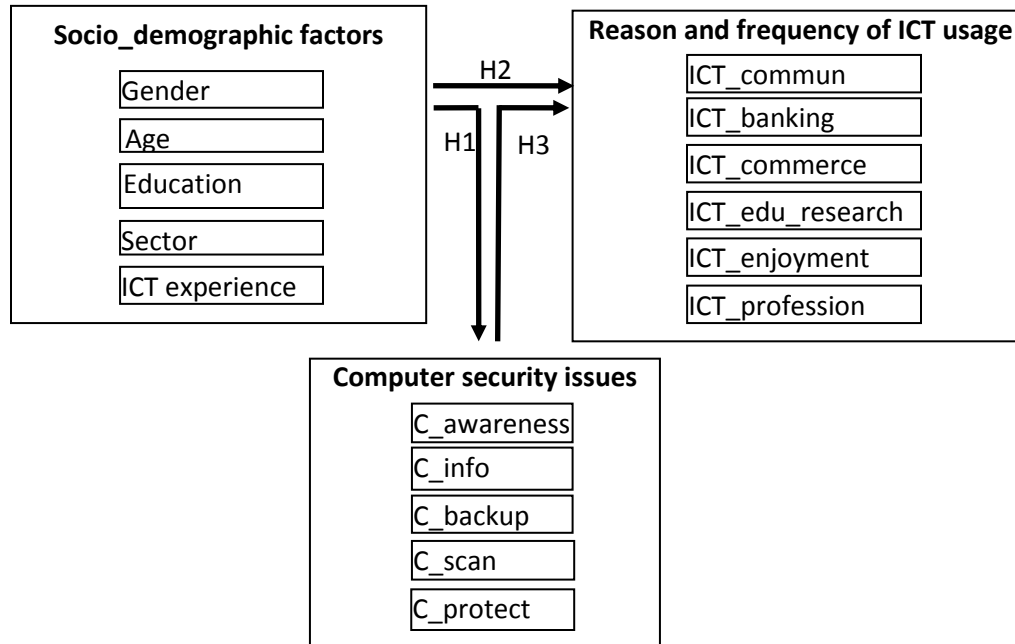 Socio_demographic factors
Gender
Age
Education
Sector
ICT experience
H2
H1
H3
Reason and frequency of ICT usage
ICT_commun
ICT_banking
ICT_commerce
ICT_edu_research
ICT_enjoyment
ICT_profession
Computer security issues
C_awareness
C_info
C_backup
C_scan
C_protect